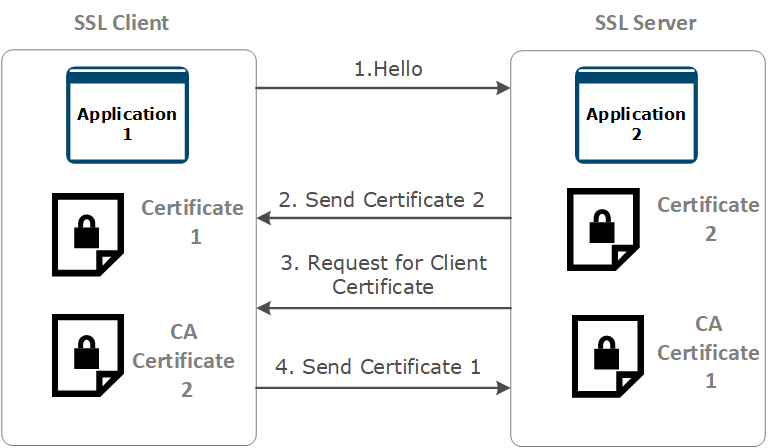 SSL Client
SSL Server
1.Hello
Application
1
Application
2
2. Send Certificate 2
Certificate
1
Certificate
2
3. Request for Client
Certificate
CA
Certificate
2
CA
Certificate
1
4. Send Certificate 1